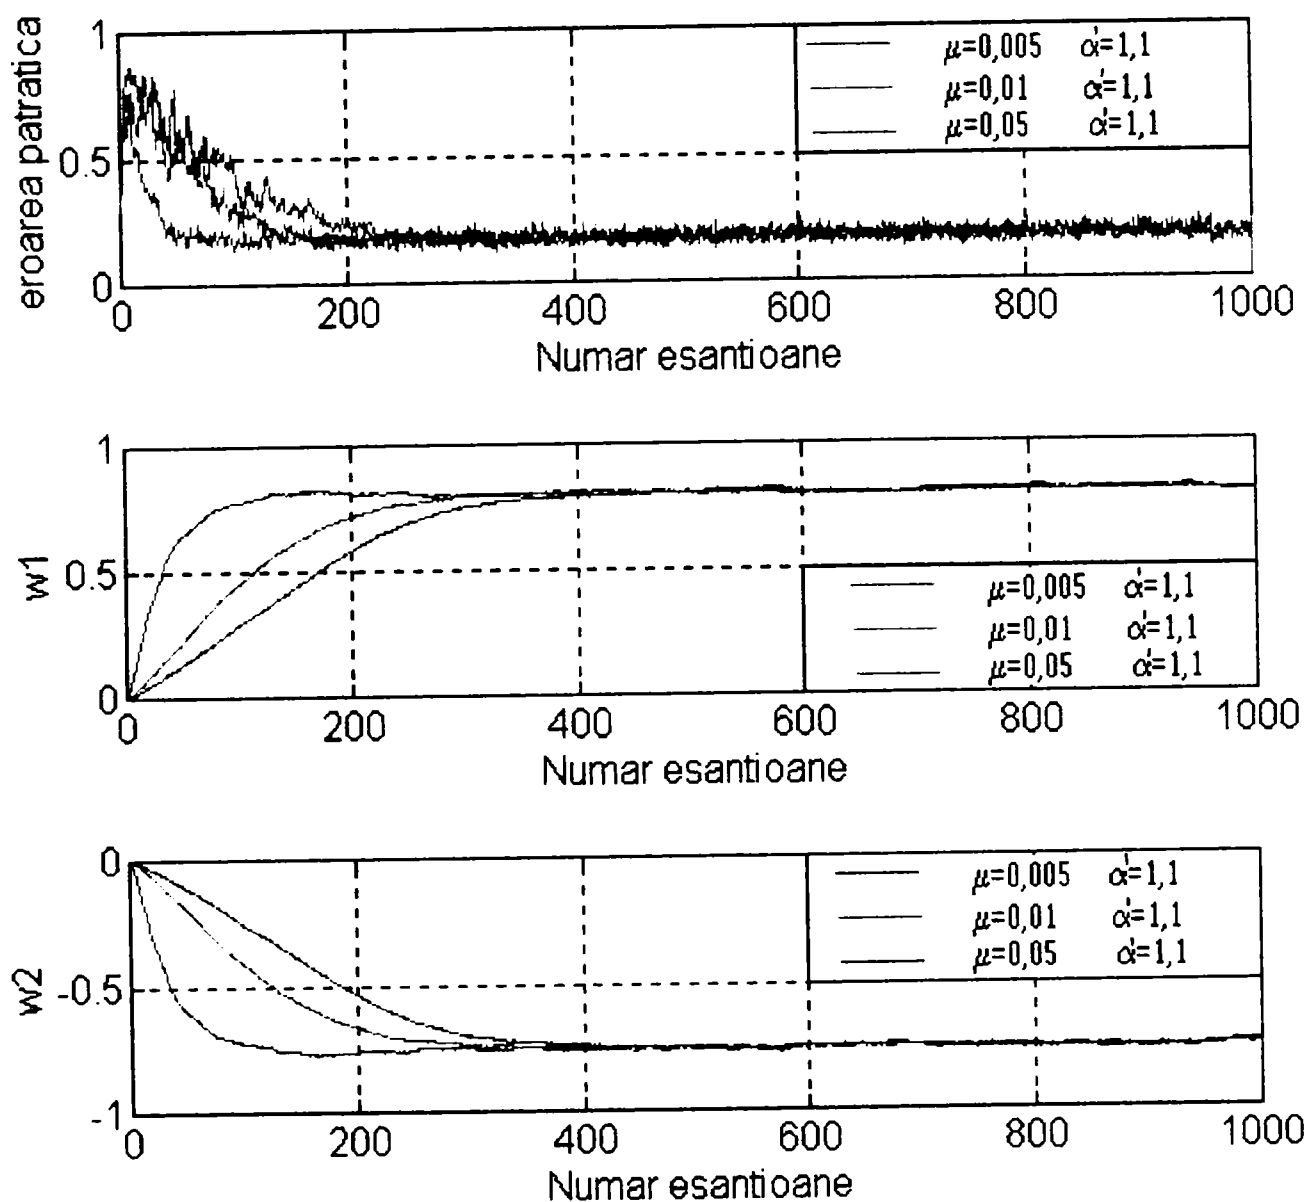 eroarea patratica
1
0.5
0
μ=0,005 α'=1,1
μ=0,01 α'=1,1
μ=0,05 α'=1,1
0 200 400 600 800 1000
Numar esantioane
w1
1
0.5
0
μ=0,005 α'=1,1
μ=0,01 α'=1,1
μ=0,05 α'=1,1
0 200 400 600 800 1000
Numar esantioane
w2
0
-0.5
-1
μ=0,005 α'=1,1
μ=0,01 α'=1,1
μ=0,05 α'=1,1
0 200 400 600 800 1000
Numar esantioane